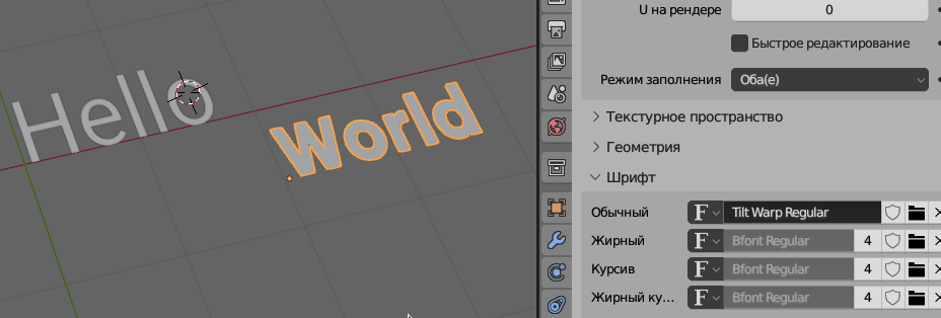 Hello
World
U на рендере
0
Быстрое редактирование
Режим заполнения
Оба(е)
Текстурное пространство
Геометрия
Шрифт
Обычный
F
Tilt Warp Regular
Жирный
F
Bfont Regular
4
Курсив
F
Bfont Regular
4
Жирный ку...
F
Bfont Regular
4